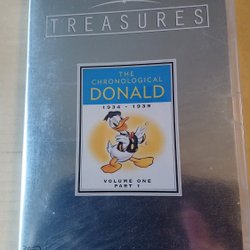 TREASURES
THE
CHRONOLOGICAL
DONALD
1934 - 1938
VOLUME ONE
PART 1